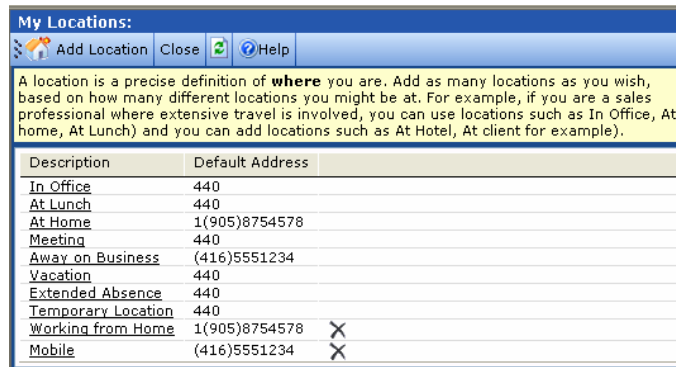 My Locations:
Add Location Close Help
A location is a precise definition of where you are. Add as many locations as you wish,
based on how many different locations you might be at. For example, if you are a sales
professional where extensive travel is involved, you can use locations such as In Office, At
home, At Lunch) and you can add locations such as At Hotel, At client for example).
Description Default Address
In Office 440
At Lunch 440
At Home 1(905)8754578
Meeting 440
Away on Business (416)5551234
Vacation 440
Extended Absence 440
Temporary Location 440
Working from Home 1(905)8754578
Mobile (416)5551234